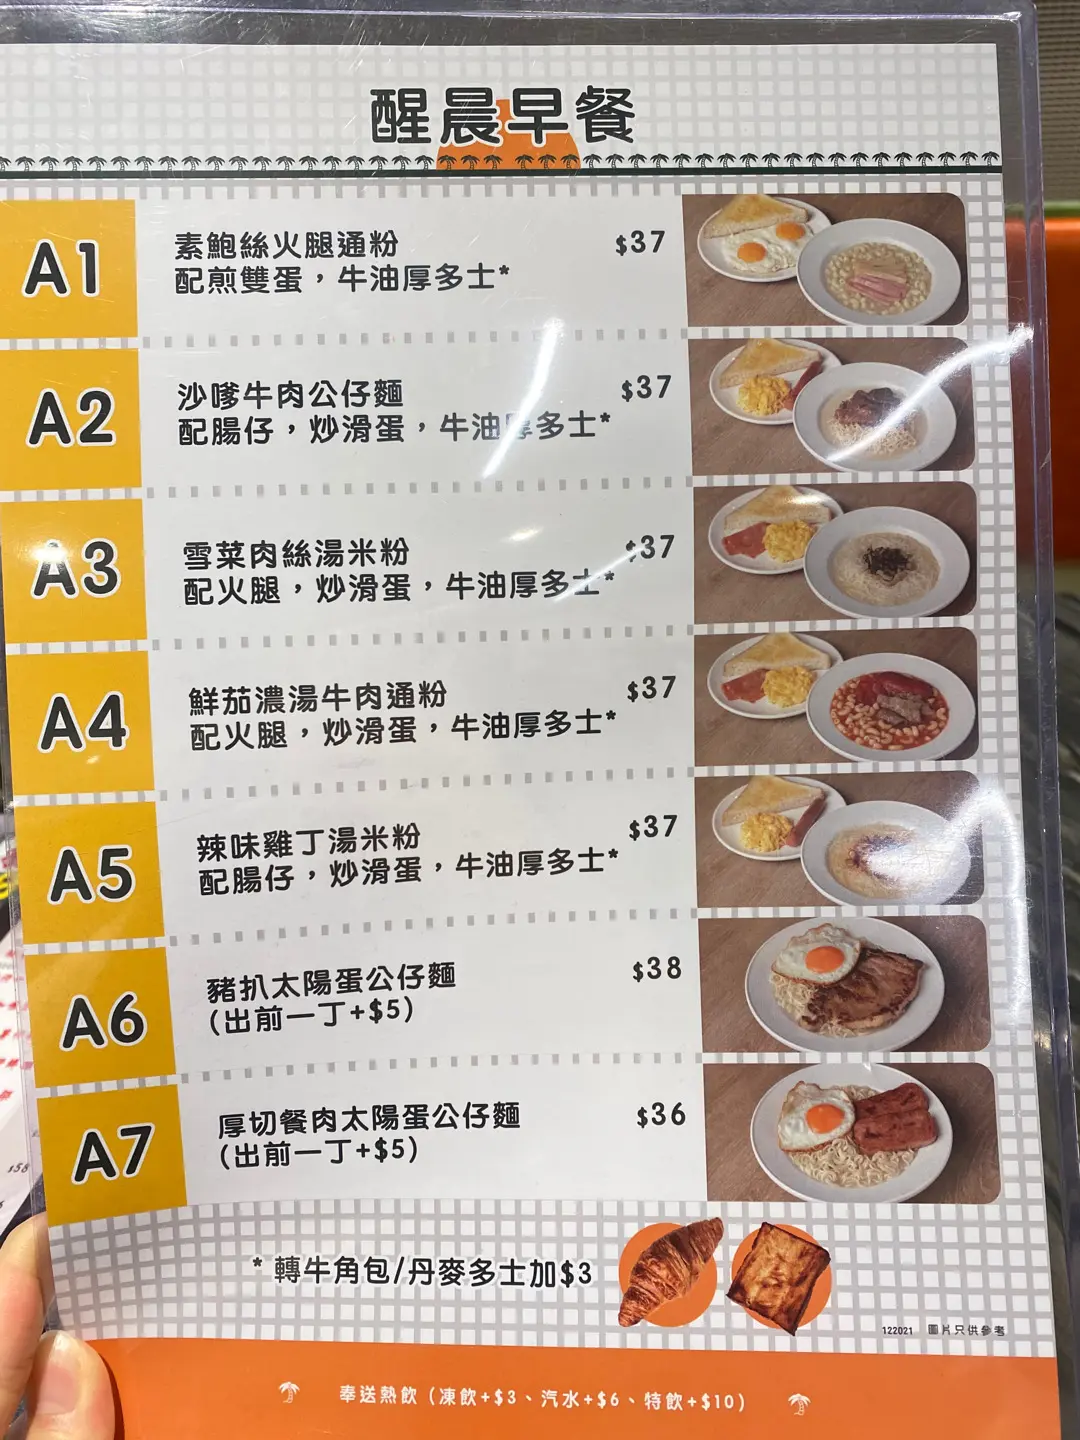 醒晨早餐
A1
素鮑絲火腿通粉 $37
配煎雙蛋，牛油厚多士*
A2
沙嗲牛肉公仔麵 $37
配腸仔，炒滑蛋，牛油厚多士*
A3
雪菜肉絲湯米粉 $37
配火腿，炒滑蛋，牛油厚多士*
A4
鮮茄濃湯牛肉通粉 $37
配火腿，炒滑蛋，牛油厚多士*
A5
辣味雞丁湯米粉 $37
配腸仔，炒滑蛋，牛油厚多士*
A6
豬扒太陽蛋公仔麵 $38
(出前一丁+$5)
A7
厚切餐肉太陽蛋公仔麵 $36
(出前一丁+$5)
* 轉牛角包/丹麥多士加$3
122021 圖片只供參考
奉送熱飲（凍飲+$3、汽水+$6、特飲+$10）
$58